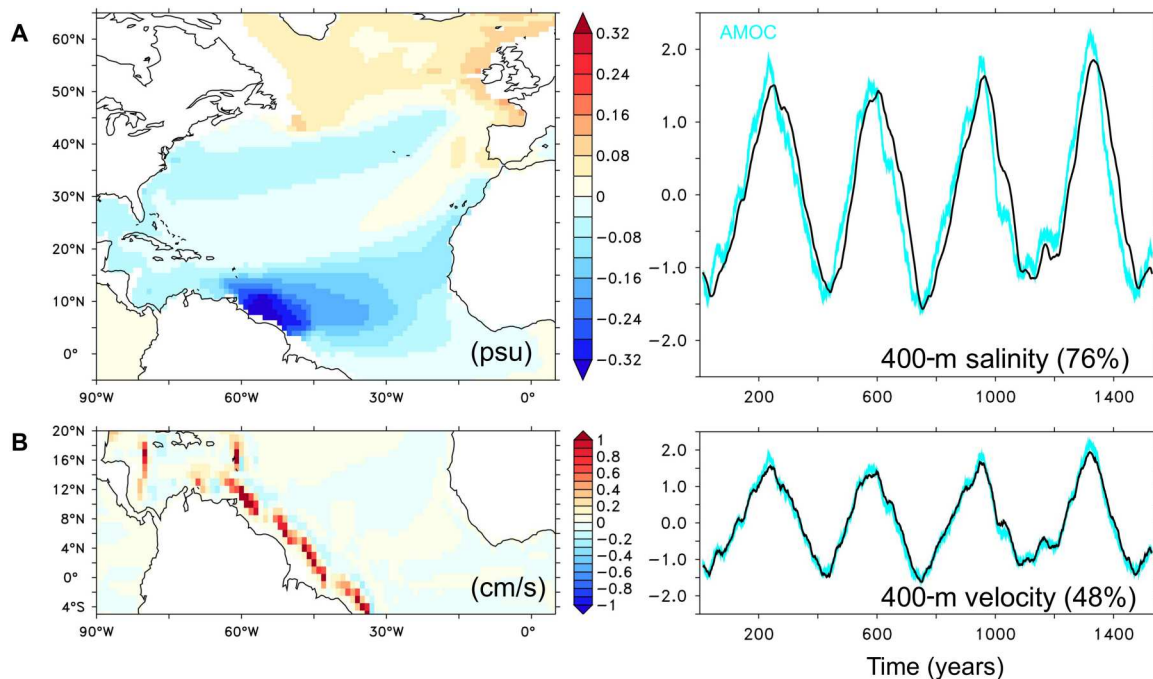 A
60°N
50°N
40°N
30°N
20°N
10°N
0°
90°W 60°W 30°W 0°
(psu)
0.32
0.24
0.16
0.08
0
−0.08
−0.16
−0.24
−0.32
AMOC
2.0
1.0
0.0
−1.0
−2.0
200 600 1000 1400
400-m salinity (76%)
B
20°N
16°N
12°N
8°N
4°N
0°
4°S
90°W 60°W 30°W 0°
(cm/s)
1
0.8
0.6
0.4
0.2
0
−0.2
−0.4
−0.6
−0.8
−1
2.0
1.0
0.0
−1.0
−2.0
400-m velocity (48%)
200 600 1000 1400
Time (years)